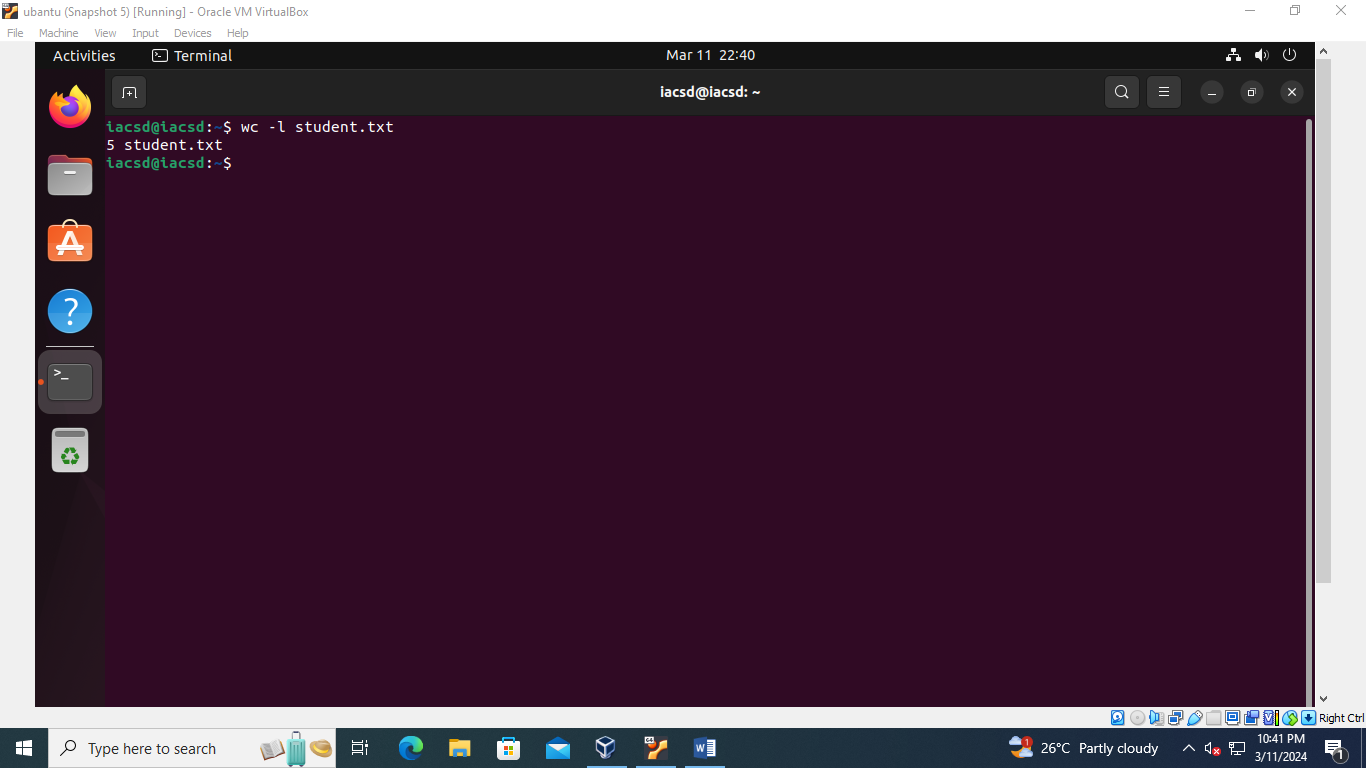 ubantu (Snapshot 5) [Running] - Oracle VM VirtualBox
File Machine View Input Devices Help
Activities Terminal Mar 11 22:40
iacsd@iacsd: ~
iacsd@iacsd:~$ wc -l student.txt
5 student.txt
iacsd@iacsd:~$
Right Ctrl
Type here to search
26°C Partly cloudy
10:41 PM
3/11/2024